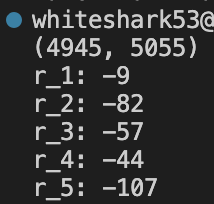 whiteshark53@
(4945, 5055)
r_1: -9
r_2: -82
r_3: -57
r_4: -44
r_5: -107